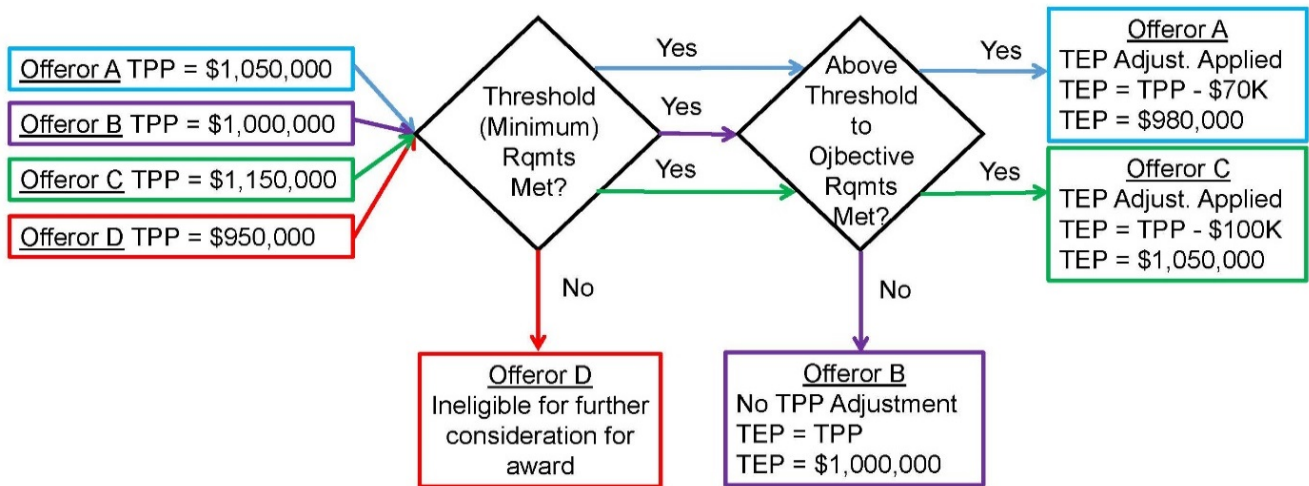 Offeror A TPP = $1,050,000
Offeror B TPP = $1,000,000
Offeror C TPP = $1,150,000
Offeror D TPP = $950,000
Threshold
(Minimum)
Rqmts
Met?
Yes
Yes
Yes
No
Above
Threshold
to
Ojbective
Rqmts
Met?
Yes
Yes
No
Offeror A
TEP Adjust. Applied
TEP = TPP - $70K
TEP = $980,000
Offeror C
TEP Adjust. Applied
TEP = TPP - $100K
TEP = $1,050,000
Offeror D
Ineligible for further
consideration for
award
Offeror B
No TPP Adjustment
TEP = TPP
TEP = $1,000,000